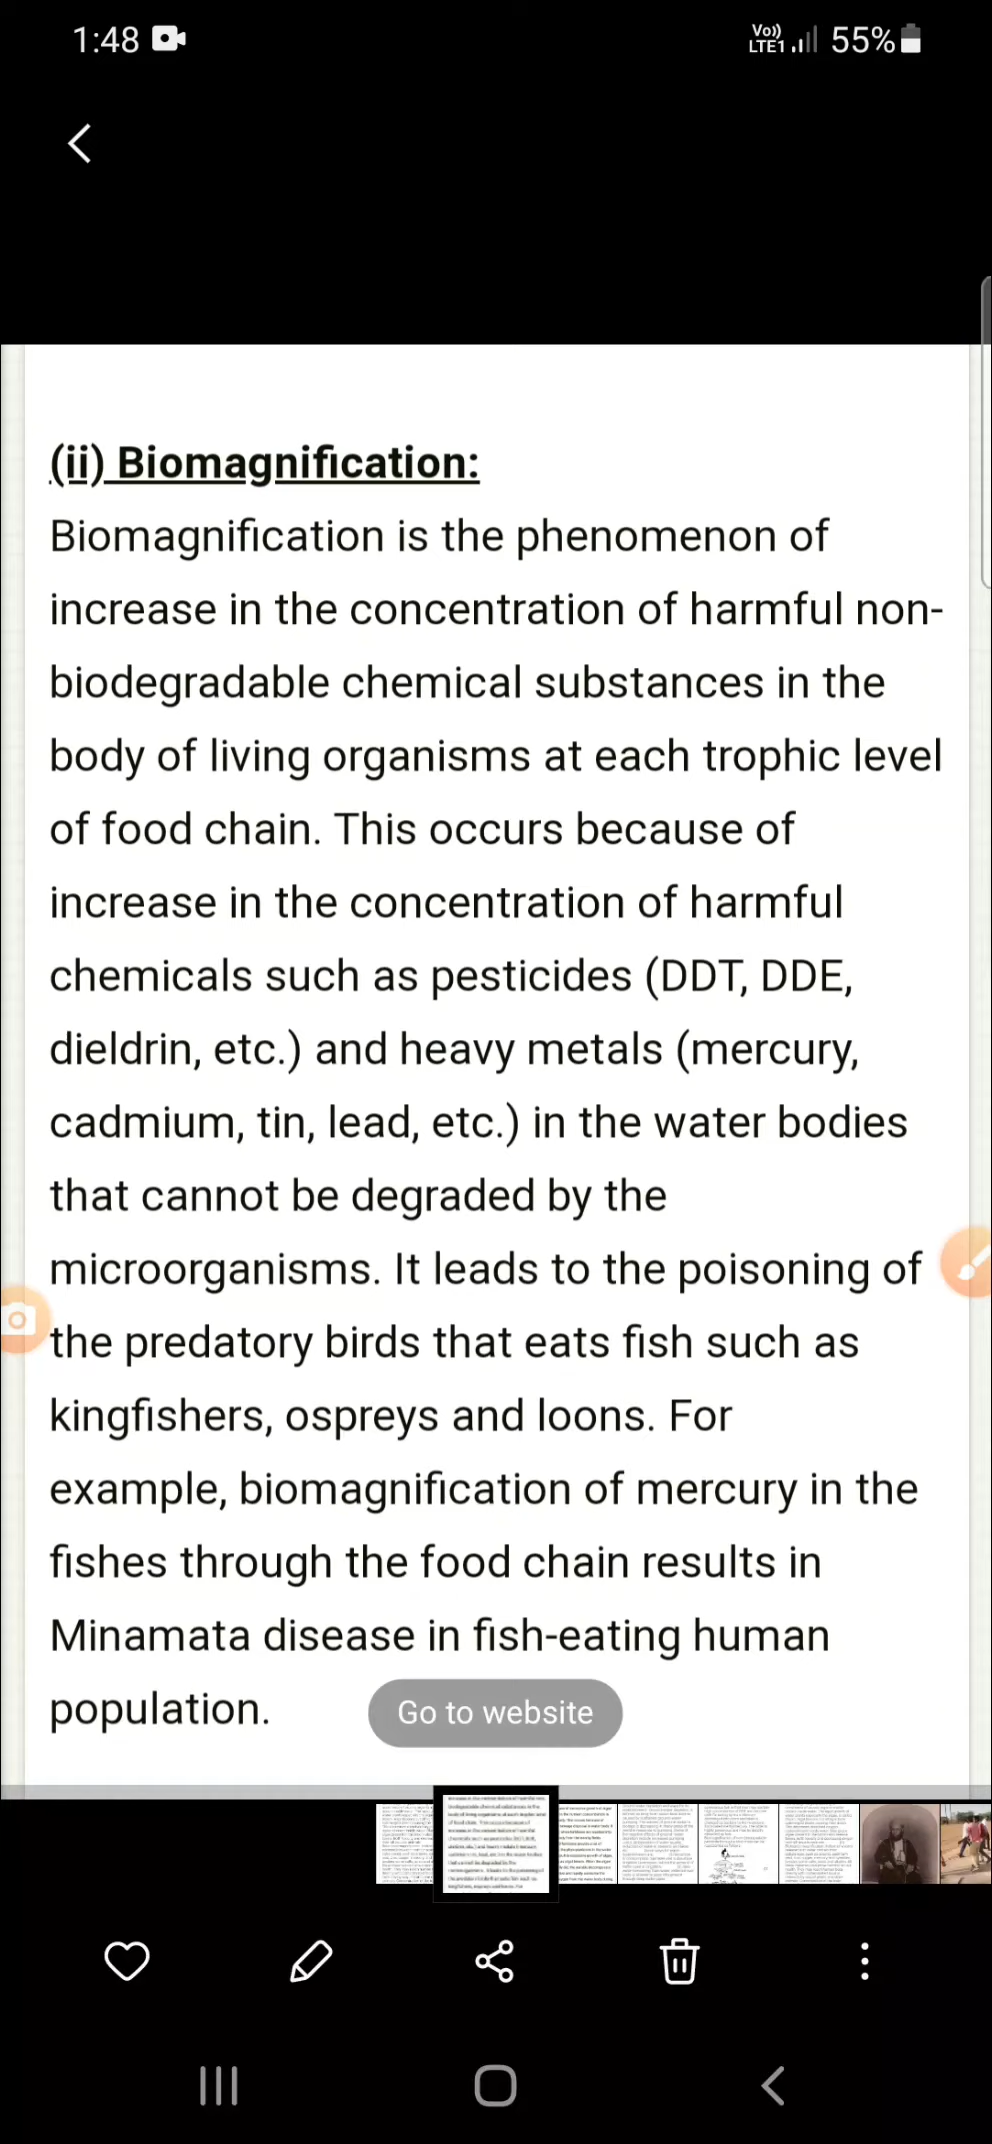 1:48
Vo)) LTE1 55%
(ii) Biomagnification:
Biomagnification is the phenomenon of
increase in the concentration of harmful non-
biodegradable chemical substances in the
body of living organisms at each trophic level
of food chain. This occurs because of
increase in the concentration of harmful
chemicals such as pesticides (DDT, DDE,
dieldrin, etc.) and heavy metals (mercury,
cadmium, tin, lead, etc.) in the water bodies
that cannot be degraded by the
microorganisms. It leads to the poisoning of
the predatory birds that eats fish such as
kingfishers, ospreys and loons. For
example, biomagnification of mercury in the
fishes through the food chain results in
Minamata disease in fish-eating human
population.
Go to website